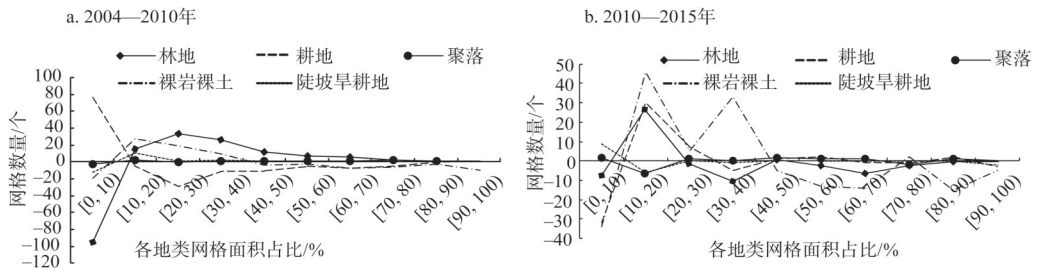 a. 2004—2010年
林地 耕地 聚落
裸岩裸土 陡坡旱耕地
网格数量/个
100
80
60
40
20
0
−20
−40
−60
−80
−100
−120
[0, 10) [10, 20) [20, 30) [30, 40) [40, 50) [50, 60) [60, 70) [70, 80) [80, 90) [90, 100)
各地类网格面积占比/%
b. 2010—2015年
林地 耕地 聚落
裸岩裸土 陡坡旱耕地
网格数量/个
50
40
30
20
10
0
−10
−20
−30
−40
[0, 10) [10, 20) [20, 30) [30, 40) [40, 50) [50, 60) [60, 70) [70, 80) [80, 90) [90, 100)
各地类网格面积占比/%